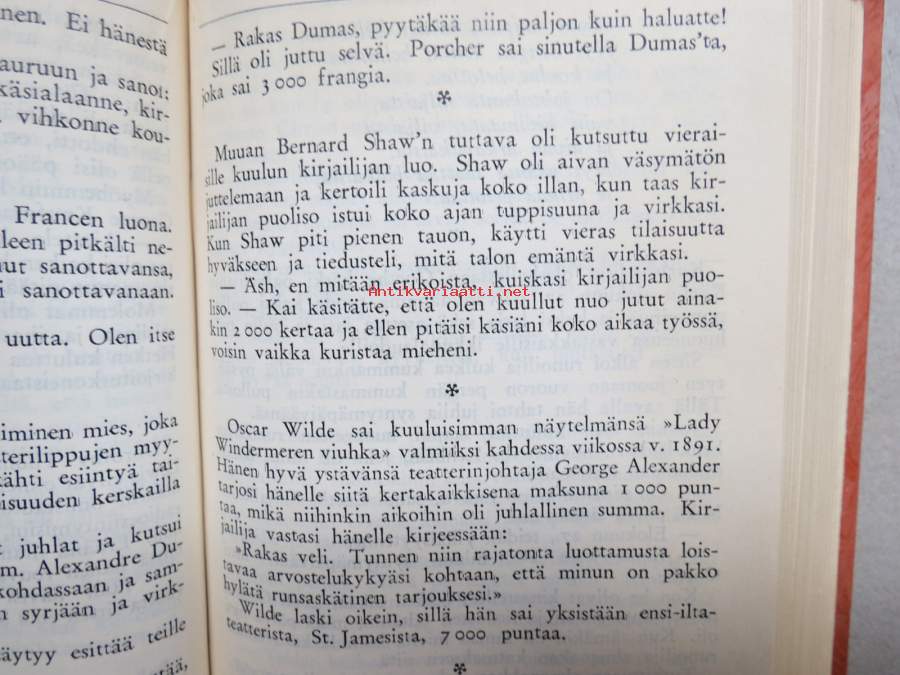 nen. Ei hänestä
auruun ja sanot:
käsialaanne, kir-
vihkonne kou-
Francen luona.
lleen pitkälti ne-
nut sanottavansa,
i sanottavanaan.
uutta. Olen itse
iminen mies, joka
tterilippujen myy-
kähti esiintyä tai-
isuuden kerskailla
t juhlat ja kutsui
m. Alexandre Du-
kohdassaan ja sam-
n syrjään ja virk-
äytyy esittää teille
— Rakas Dumas, pyytäkää niin paljon kuin haluatte!
Sillä oli juttu selvä. Porcher sai sinutella Dumas'ta,
joka sai 3 000 frangia.
*
Muuan Bernard Shaw'n tuttava oli kutsuttu vierai-
sille kuulun kirjailijan luo. Shaw oli aivan väsymätön
juttelemaan ja kertoili kaskuja koko illan, kun taas kir-
jailijan puoliso istui koko ajan tuppisuuna ja virkkasi.
Kun Shaw piti pienen tauon, käytti vieras tilaisuutta
hyväkseen ja tiedusteli, mitä talon emäntä virkkasi.
— Äsh, en mitään erikoista, kuiskasi kirjailijan puo-
liso. — Kai käsitätte, että olen kuullut nuo jutut aina-
kin 2 000 kertaa ja ellen pitäisi käsiäni koko aikaa työssä,
voisin vaikka kuristaa mieheni.
*
Oscar Wilde sai kuuluisimman näytelmänsä »Lady
Windermeren viuhka» valmiiksi kahdessa viikossa v. 1891.
Hänen hyvä ystävänsä teatterinjohtaja George Alexander
tarjosi hänelle siitä kertakaikkisena maksuna 1 000 pun-
taa, mikä niihinkin aikoihin oli juhlallinen summa. Kir-
jailija vastasi hänelle kirjeessään:
»Rakas veli. Tunnen niin rajatonta luottamusta lois-
tavaa arvostelukykyäsi kohtaan, että minun on pakko
hylätä runsaskätinen tarjouksesi.»
Wilde laski oikein, sillä hän sai yksistään ensi-ilta-
teatterista, St. Jamesista, 7 000 puntaa.
*
Antikvariaatti.net